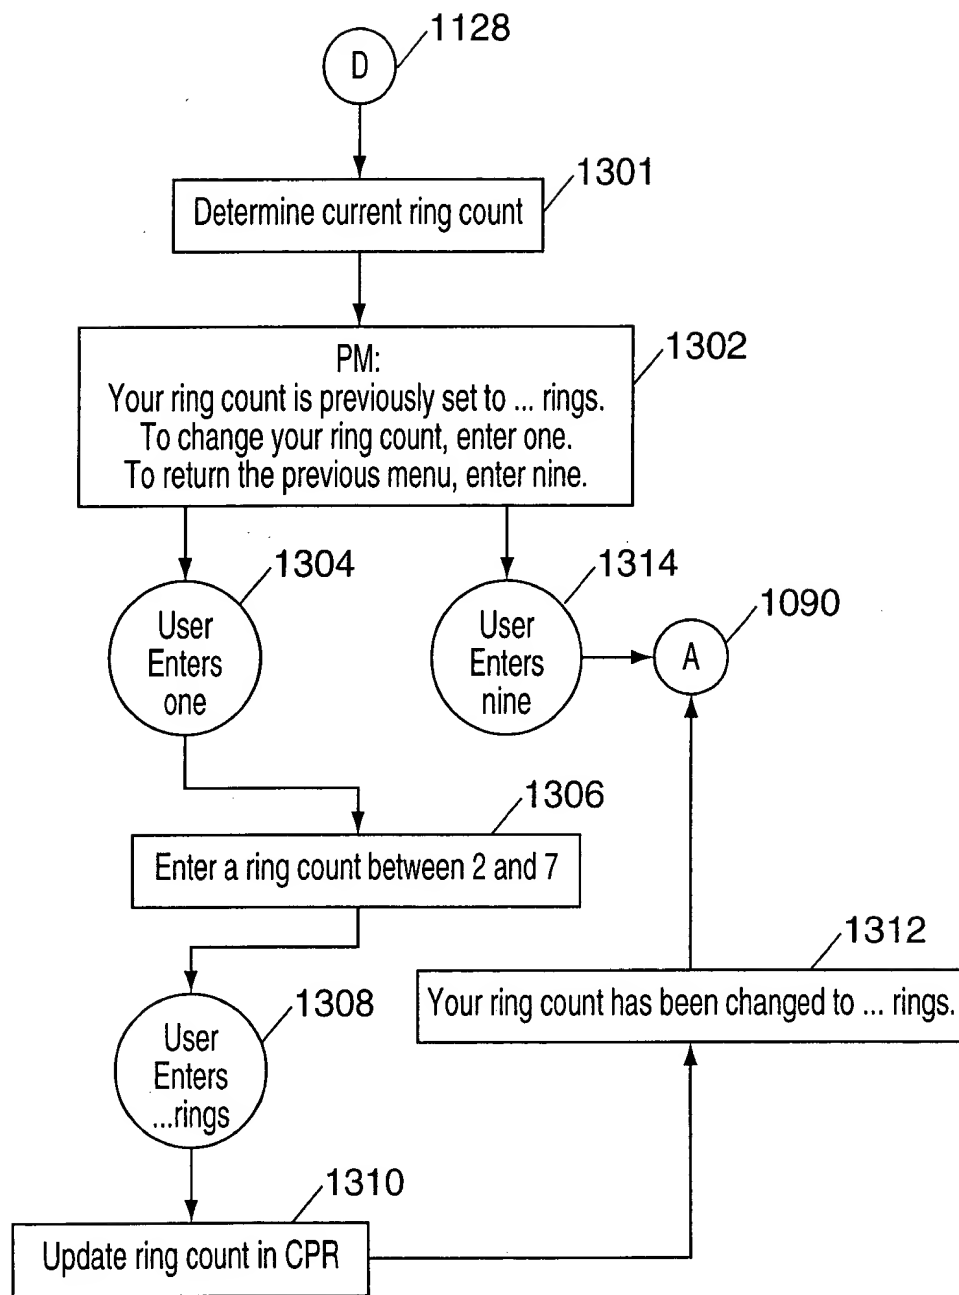 1128
D
1301
Determine current ring count
1302
PM:
Your ring count is previously set to ... rings.
To change your ring count, enter one.
To return the previous menu, enter nine.
1304
User
Enters
one
1314
User
Enters
nine
1090
A
1306
Enter a ring count between 2 and 7
1308
User
Enters
...rings
1312
Your ring count has been changed to ... rings.
1310
Update ring count in CPR